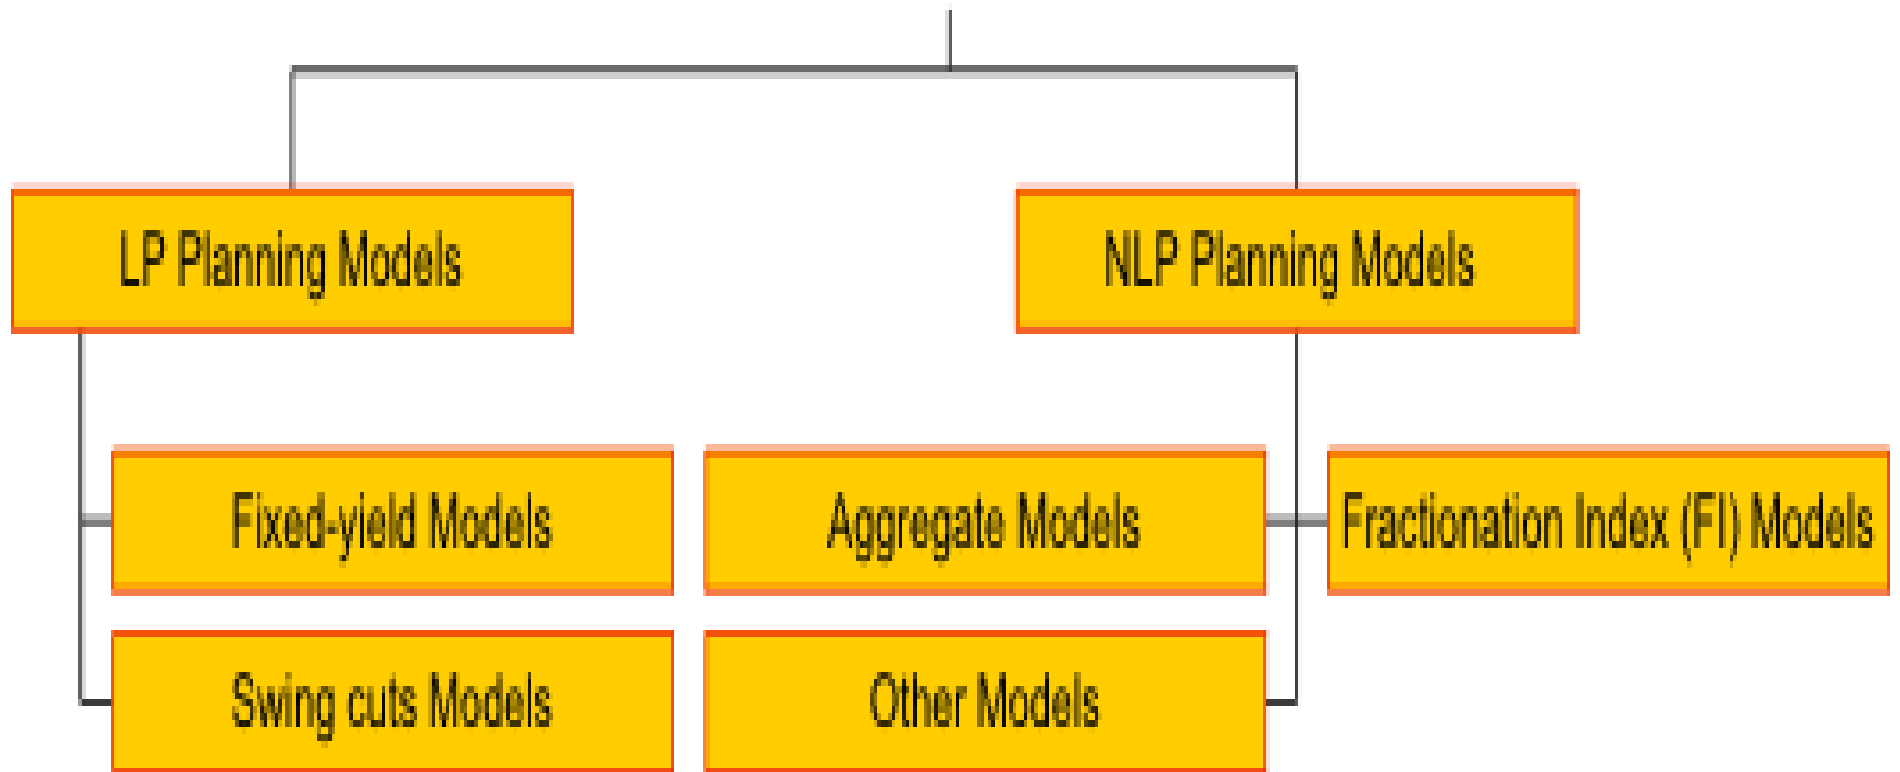 LP Planning Models
NLP Planning Models
Fixed-yield Models
Aggregate Models
Fractionation Index (FI) Models
Swing cuts Models
Other Models